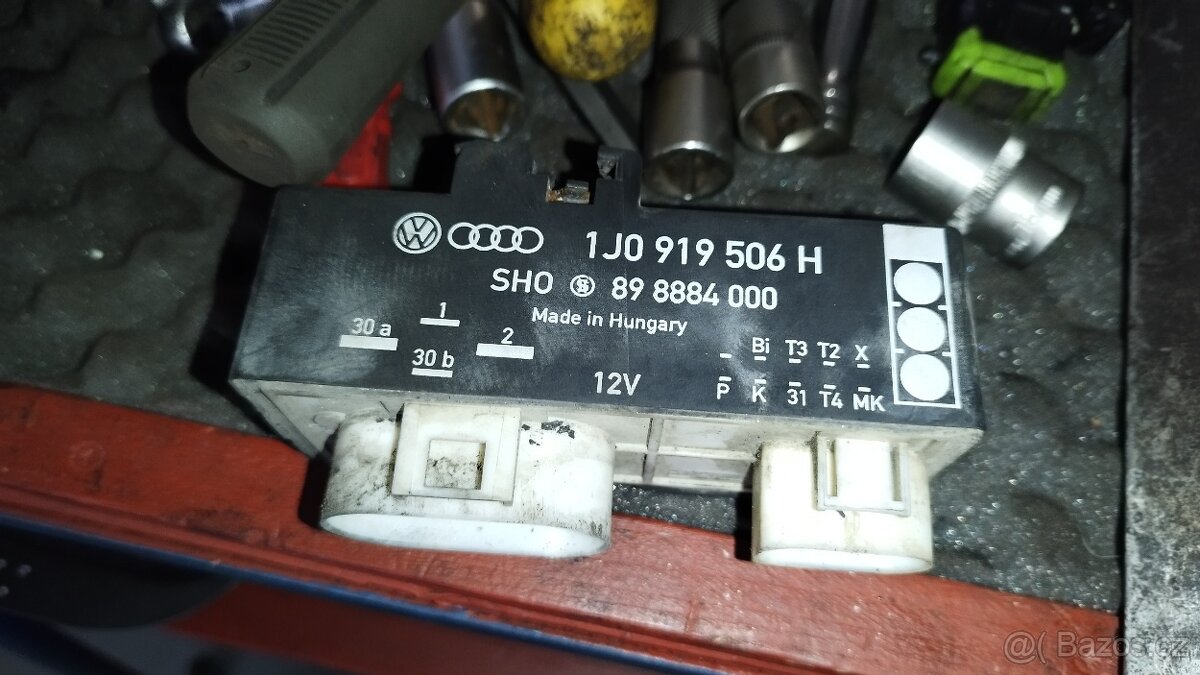 1J0 919 506 H
SHO 89 8884 000
Made in Hungary
30 a 1 2
30 b
12V
Bi T3 T2 X
P K 31 T4 MK
@( Bazos.cz